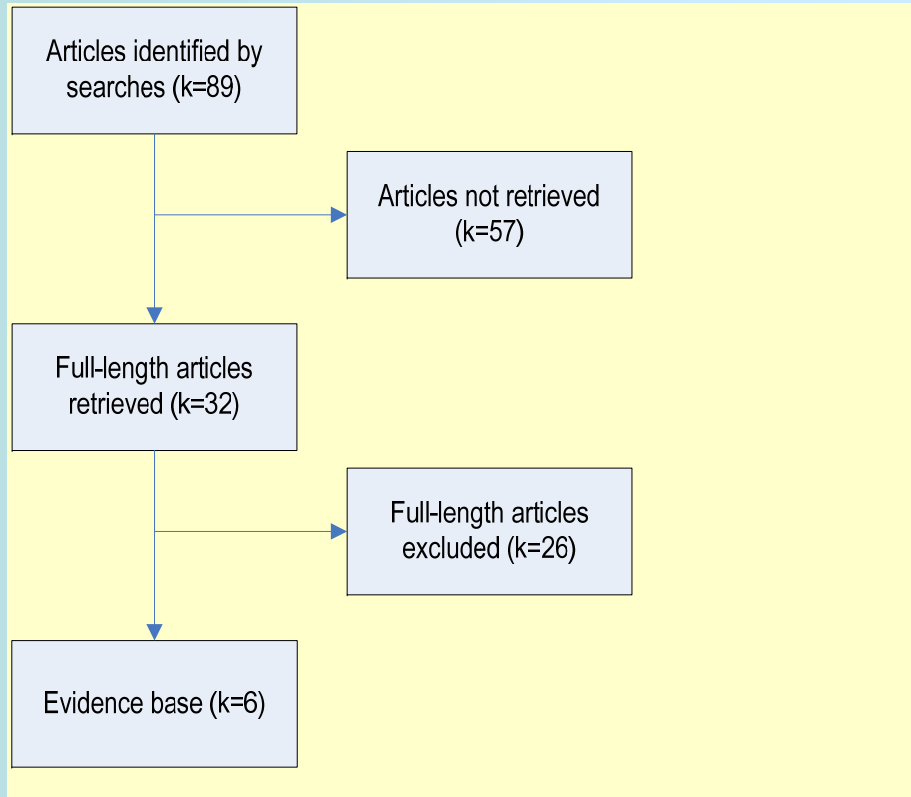 Articles identified by
searches (k=89)
Articles not retrieved
(k=57)
Full-length articles
retrieved (k=32)
Full-length articles
excluded (k=26)
Evidence base (k=6)